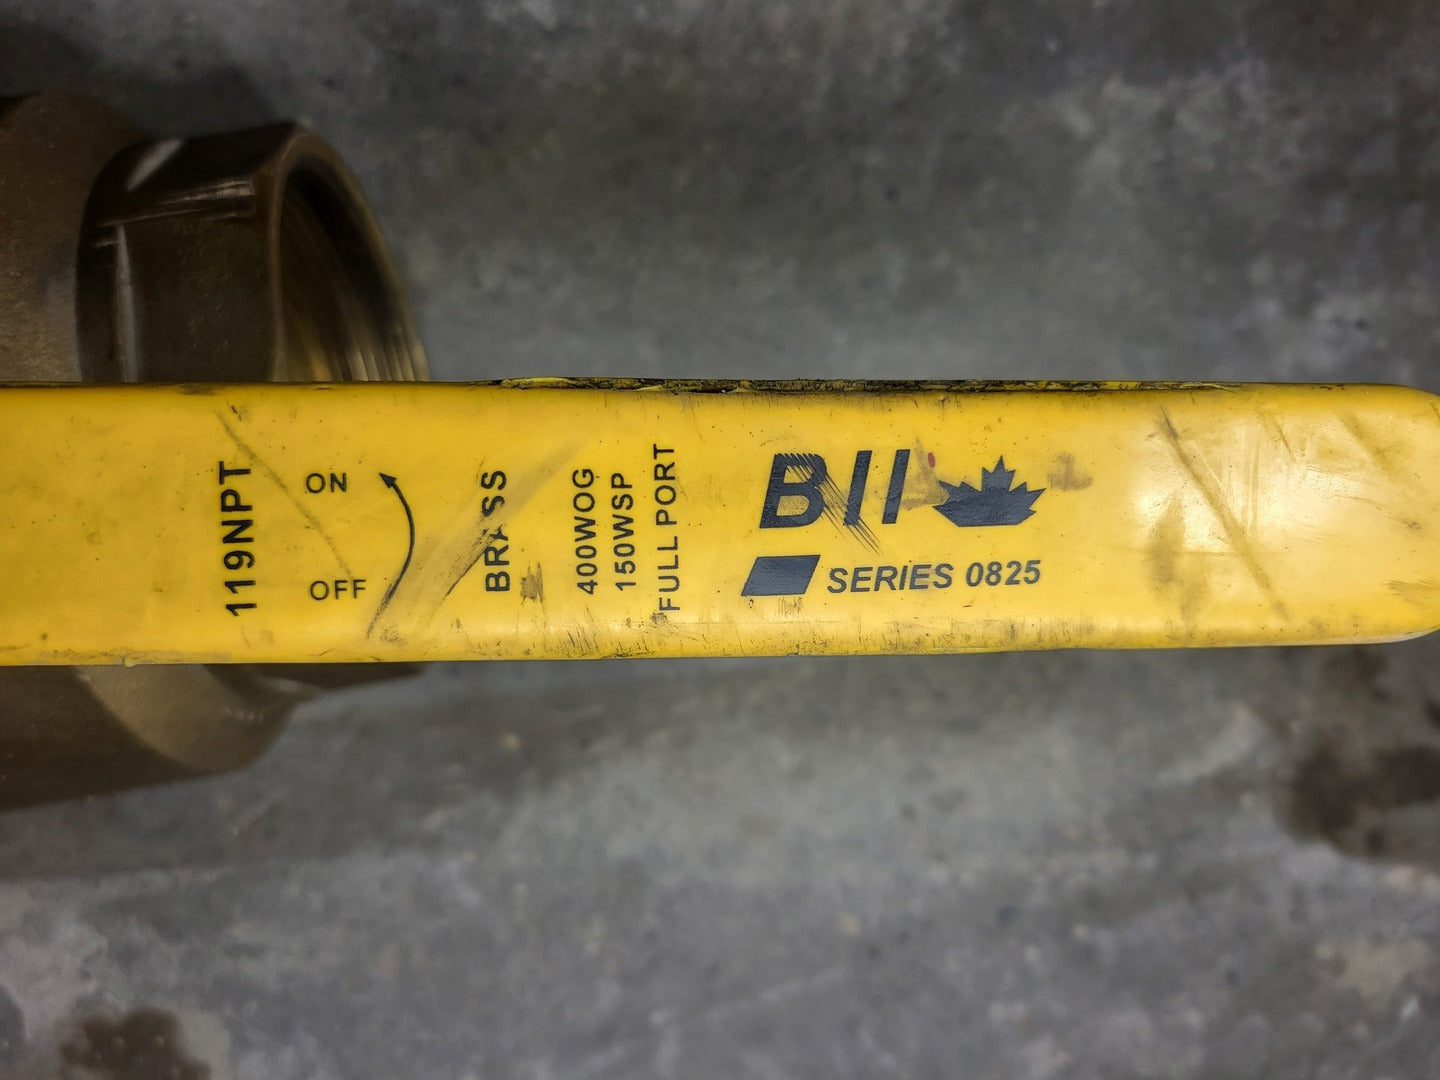 119NPT
ON
OFF
BRASS
400WOG
150WSP
FULL PORT
BII
SERIES 0825